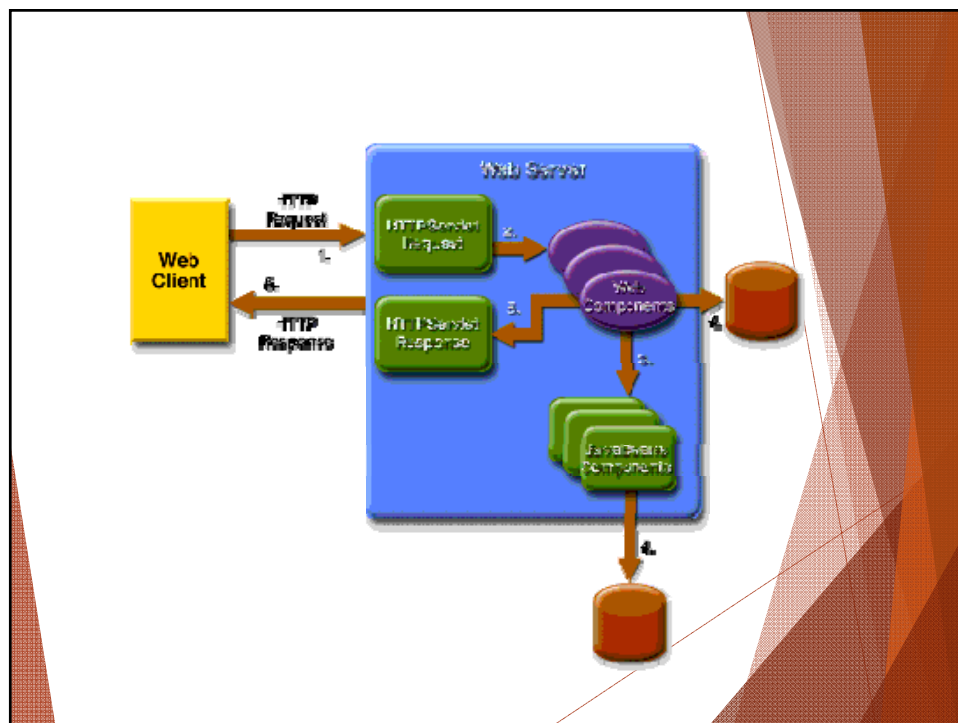 Web Server
HTTP
Request
1.
Web
Client
HTTPServlet
Request
2.
6.
HTTP
Response
HTTPServlet
Response
5.
Web
Components
4.
3.
JavaBeans
Components
4.